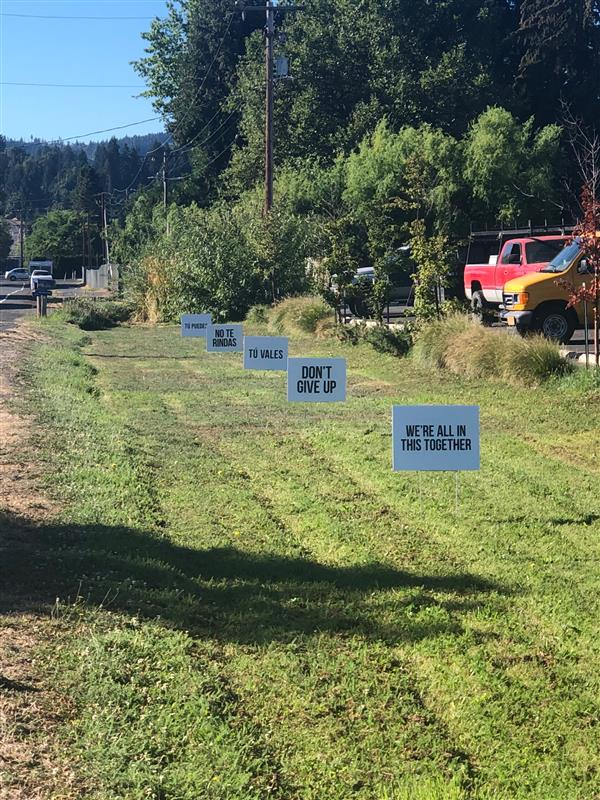 TÚ PUEDES
NO TE
RINDAS
TÚ VALES
DON'T
GIVE UP
WE'RE ALL IN
THIS TOGETHER